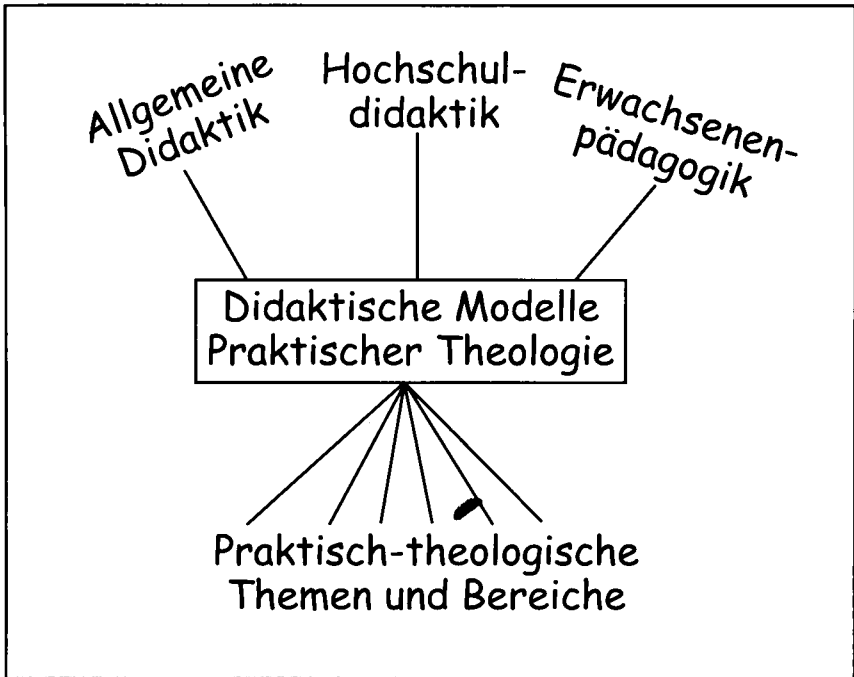 Allgemeine
Didaktik
Hochschul-
didaktik
Erwachsenen-
pädagogik
Didaktische Modelle
Praktischer Theologie
Praktisch-theologische
Themen und Bereiche